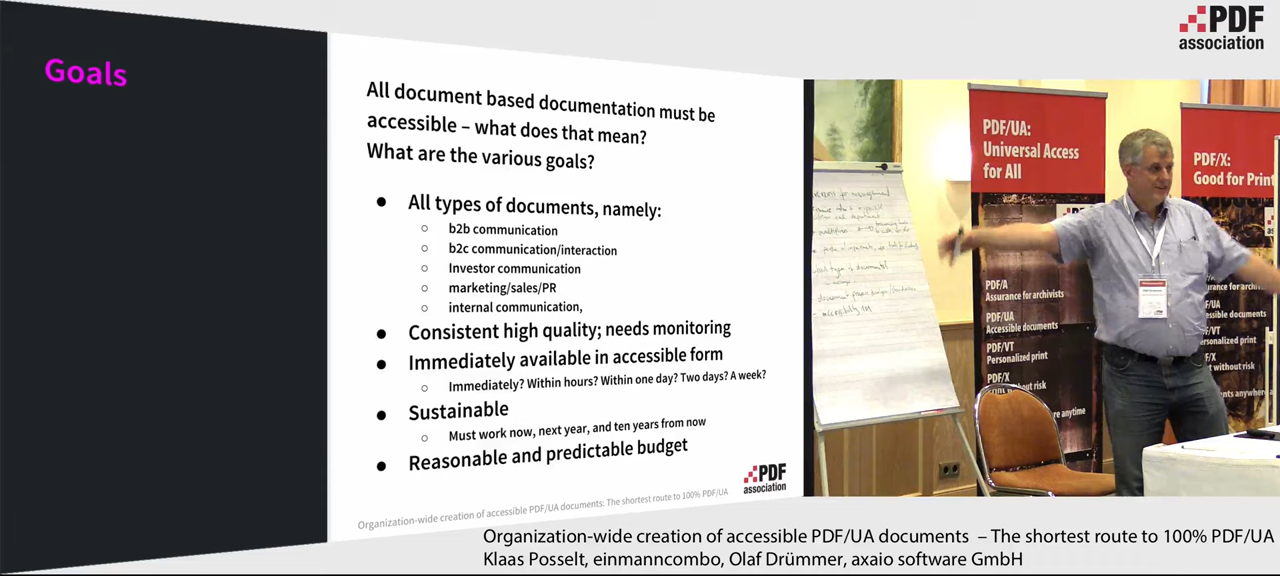 PDF
association
Goals
All document based documentation must be
accessible – what does that mean?
What are the various goals?
● All types of documents, namely:
○ b2b communication
○ b2c communication/interaction
○ Investor communication
○ marketing/sales/PR
○ internal communication,
● Consistent high quality; needs monitoring
● Immediately available in accessible form
○ Immediately? Within hours? Within one day? Two days? A week?
● Sustainable
○ Must work now, next year, and ten years from now
● Reasonable and predictable budget
PDF
association
Organization-wide creation of accessible PDF/UA documents: The shortest route to 100% PDF/UA
PDF/UA:
Universal Access
for All
PDF/A
Assurance for archivists
PDF/UA
Accessible documents
PDF/VT
Personalized print
PDF/X
out risk
re anytime
PDF/X:
Good for Print
without risk
Organization-wide creation of accessible PDF/UA documents – The shortest route to 100% PDF/UA
Klaas Posselt, einmanncombo, Olaf Drümmer, axaio software GmbH